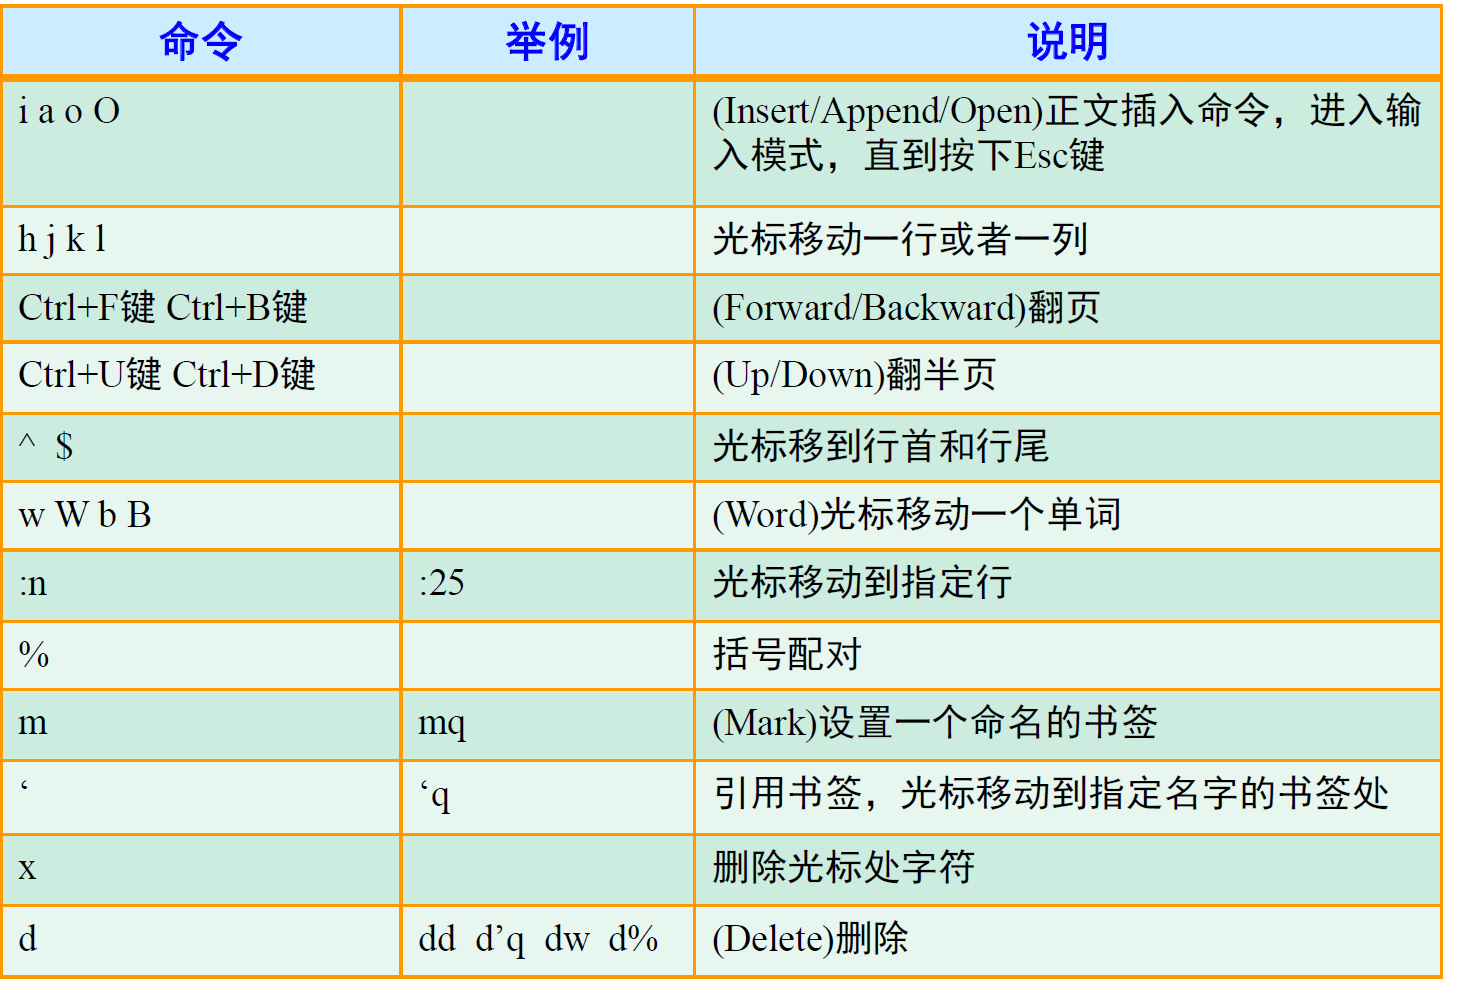 命令 举例 说明
i a o O (Insert/Append/Open)正文插入命令，进入输
入模式，直到按下Esc键
h j k l 光标移动一行或者一列
Ctrl+F键 Ctrl+B键 (Forward/Backward)翻页
Ctrl+U键 Ctrl+D键 (Up/Down)翻半页
^ $ 光标移到行首和行尾
w W b B (Word)光标移动一个单词
:n :25 光标移动到指定行
% 括号配对
m mq (Mark)设置一个命名的书签
‘ ‘q 引用书签，光标移动到指定名字的书签处
x 删除光标处字符
d dd d’q dw d% (Delete)删除